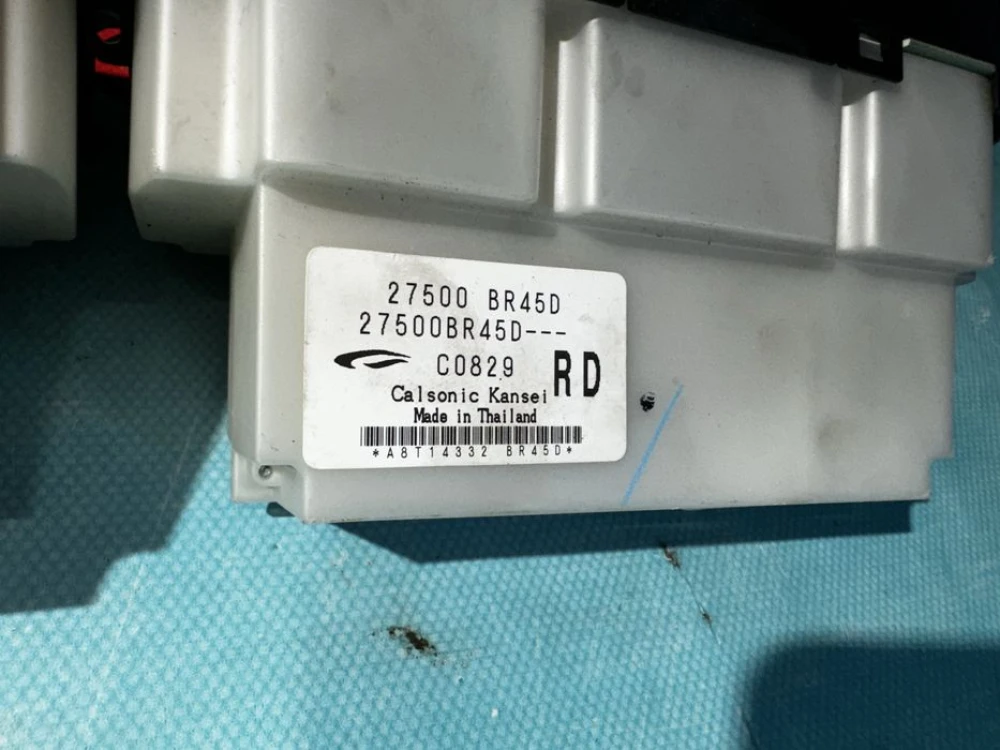 27500 BR45D
27500BR45D---
C0829
RD
Calsonic Kansei
Made in Thailand
*A8T14332 BR45D*